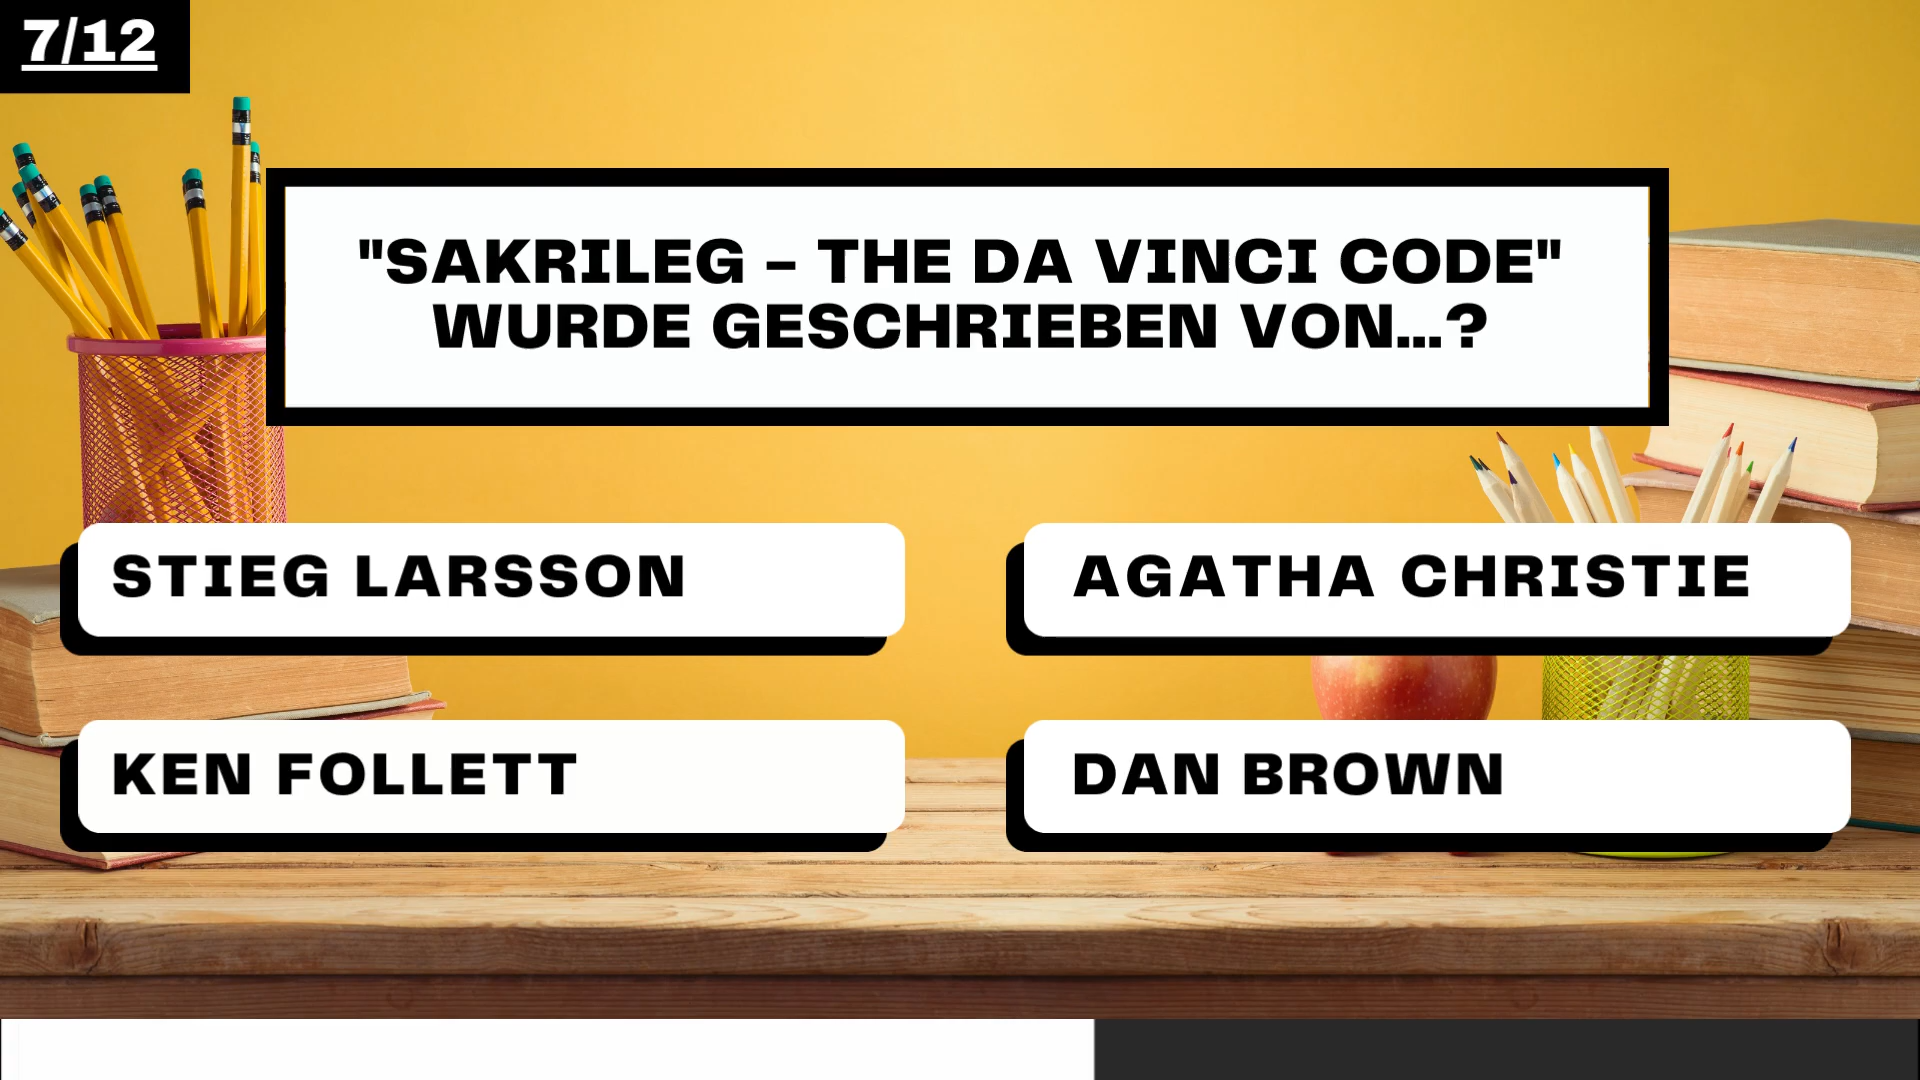 7/12
"SAKRILEG – THE DA VINCI CODE"
WURDE GESCHRIEBEN VON...?
STIEG LARSSON
AGATHA CHRISTIE
KEN FOLLETT
DAN BROWN